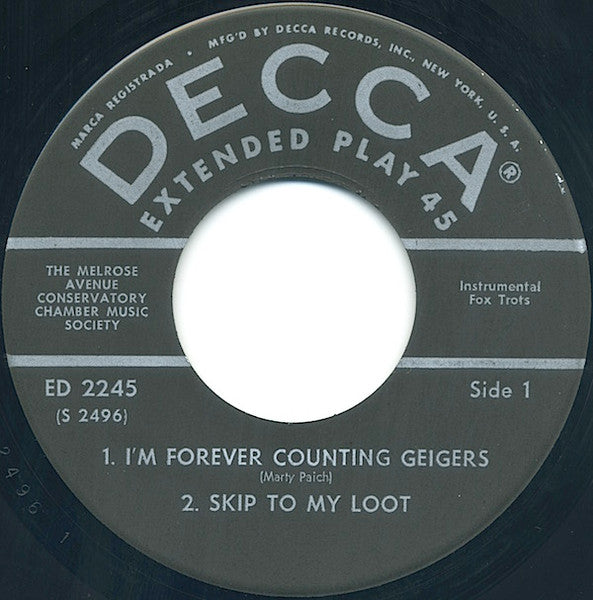 MARCA REGISTRADA • MFG'D BY DECCA RECORDS, INC., NEW YORK, U. S. A.
DECCA®
EXTENDED PLAY 45
THE MELROSE
AVENUE
CONSERVATORY
CHAMBER MUSIC
SOCIETY
Instrumental
Fox Trots
ED 2245
(S 2496)
Side 1
1. I'M FOREVER COUNTING GEIGERS
(Marty Paich)
2. SKIP TO MY LOOT
2496 1